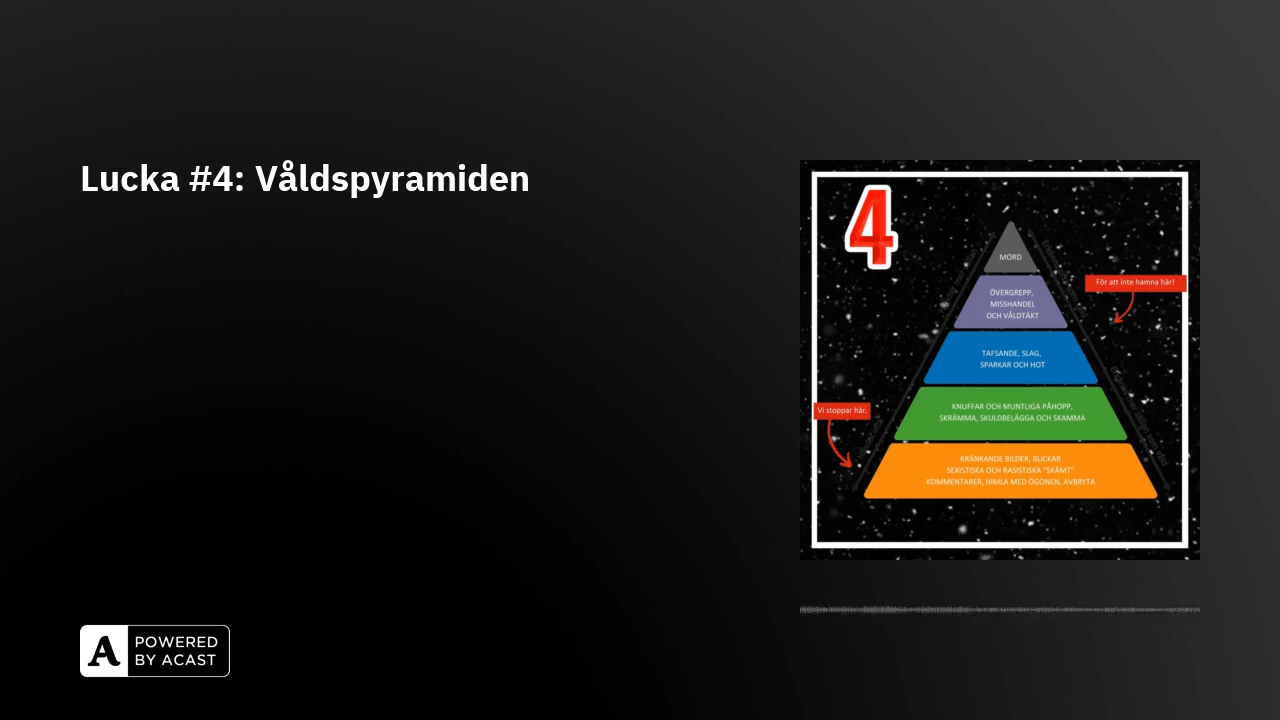 Lucka #4: Våldspyramiden
4
MORD
För att inte hamna här!
ÖVERGREPP,
MISSHANDEL
OCH VÅLDTÄKT
TAFSANDE, SLAG,
SPARKAR OCH HOT
Vi stoppar här.
KNUFFAR OCH MUNTLIGA PÅHOPP,
SKRÄMMA, SKULDBELÄGGA OCH SKAMMA
KRÄNKANDE BILDER, BLICKAR
SEXISTISKA OCH RASISTISKA "SKÄMT"
KOMMENTARER, HIMLA MED ÖGONEN, AVBRYTA
A POWERED
BY ACAST